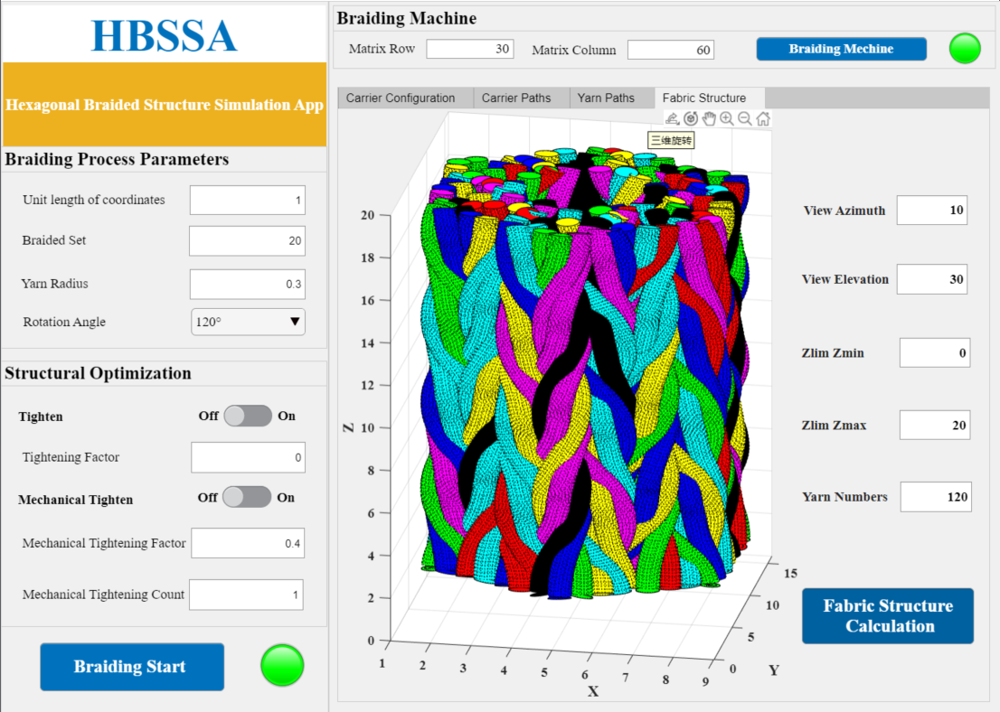 HBSSA
Hexagonal Braided Structure Simulation App
Braiding Process Parameters
Unit length of coordinates 1
Braided Set 20
Yarn Radius 0.3
Rotation Angle 120°
Structural Optimization
Tighten Off On
Tightening Factor 0
Mechanical Tighten Off On
Mechanical Tightening Factor 0.4
Mechanical Tightening Count 1
Braiding Start
Braiding Machine
Matrix Row 30 Matrix Column 60 Braiding Mechine
Carrier Configuration Carrier Paths Yarn Paths Fabric Structure
三维旋转
20
18
16
14
12
10
8
6
4
2
0
Z
1 2 3 4 5 6 7 8 9
X
0 5 10 15
Y
View Azimuth 10
View Elevation 30
Zlim Zmin 0
Zlim Zmax 20
Yarn Numbers 120
Fabric Structure
Calculation